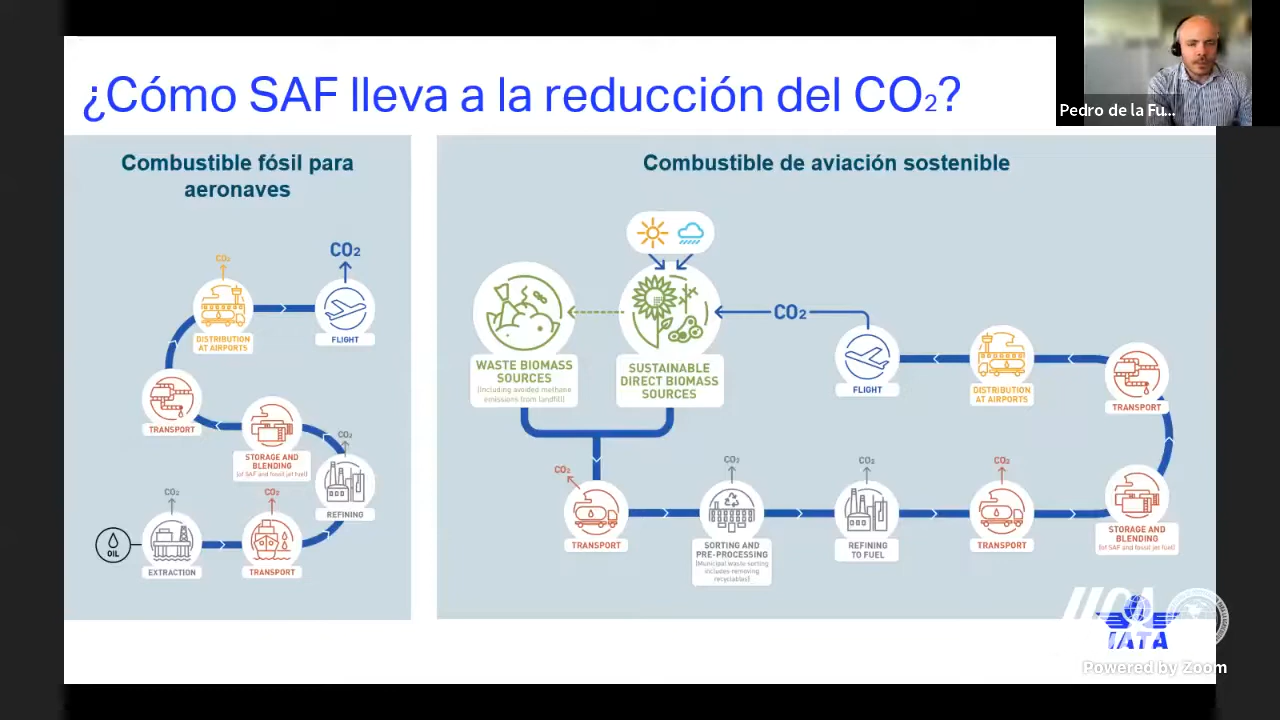 ¿Cómo SAF lleva a la reducción del CO₂?
Pedro de la Fu...
Combustible fósil para
aeronaves
CO₂
CO₂
DISTRIBUTION
AT AIRPORTS
FLIGHT
TRANSPORT
STORAGE AND
BLENDING
(of SAF and fossil jet fuel)
CO₂
REFINING
CO₂
CO₂
OIL
EXTRACTION
TRANSPORT
Combustible de aviación sostenible
WASTE BIOMASS
SOURCES
(Including avoided methane
emissions from landfill)
SUSTAINABLE
DIRECT BIOMASS
SOURCES
CO₂
FLIGHT
DISTRIBUTION
AT AIRPORTS
TRANSPORT
CO₂
TRANSPORT
CO₂
SORTING AND
PRE-PROCESSING
(Municipal waste sorting
includes removing
recyclables)
CO₂
REFINING
TO FUEL
CO₂
TRANSPORT
STORAGE AND
BLENDING
(of SAF and fossil jet fuel)
IICA
IATA
Powered by Zoom